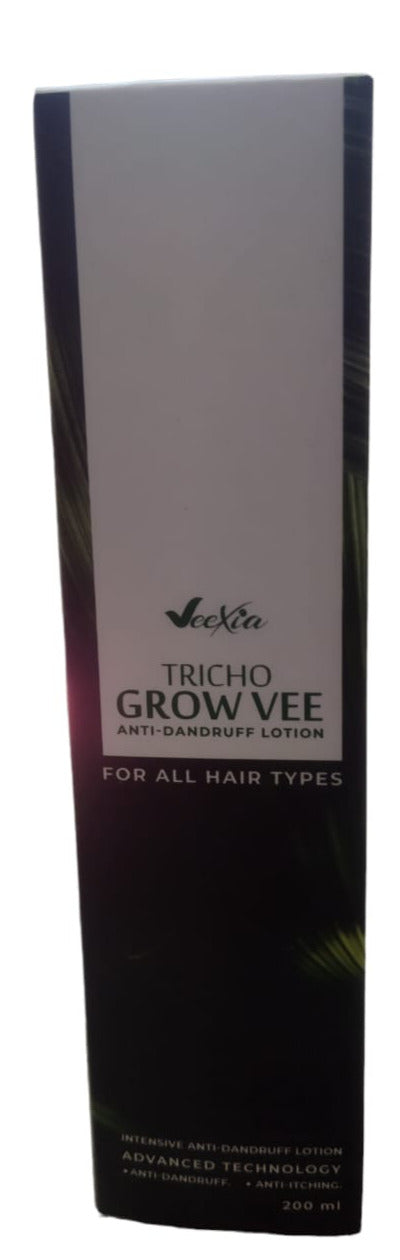 Veexia
TRICHO
GROW VEE
ANTI-DANDRUFF LOTION
FOR ALL HAIR TYPES
INTENSIVE ANTI-DANDRUFF LOTION
ADVANCED TECHNOLOGY
• ANTI-DANDRUFF. • ANTI-ITCHING.
200 ml